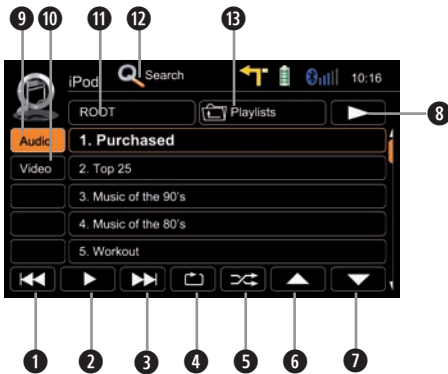 9 10 11 12 13
iPod Search 10:16
ROOT Playlists
8
Audio 1. Purchased
Video 2. Top 25
3. Music of the 90's
4. Music of the 80's
5. Workout
1 2 3 4 5 6 7